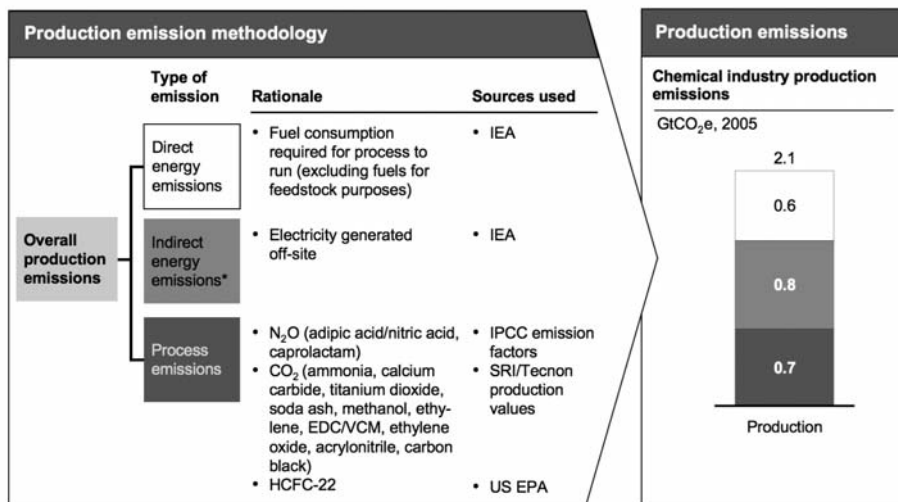 Production emission methodology
Type of
emission
Rationale
Sources used
Overall
production
emissions
Direct
energy
emissions
• Fuel consumption
required for process to
run (excluding fuels for
feedstock purposes)
• IEA
Indirect
energy
emissions*
• Electricity generated
off-site
• IEA
Process
emissions
• N₂O (adipic acid/nitric acid,
caprolactam)
• CO₂ (ammonia, calcium
carbide, titanium dioxide,
soda ash, methanol, ethy-
lene, EDC/VCM, ethylene
oxide, acrylonitrile, carbon
black)
• HCFC-22
• IPCC emission
factors
• SRI/Tecnon
production
values
• US EPA
Production emissions
Chemical industry production
emissions
GtCO₂e, 2005
2.1
0.6
0.8
0.7
Production